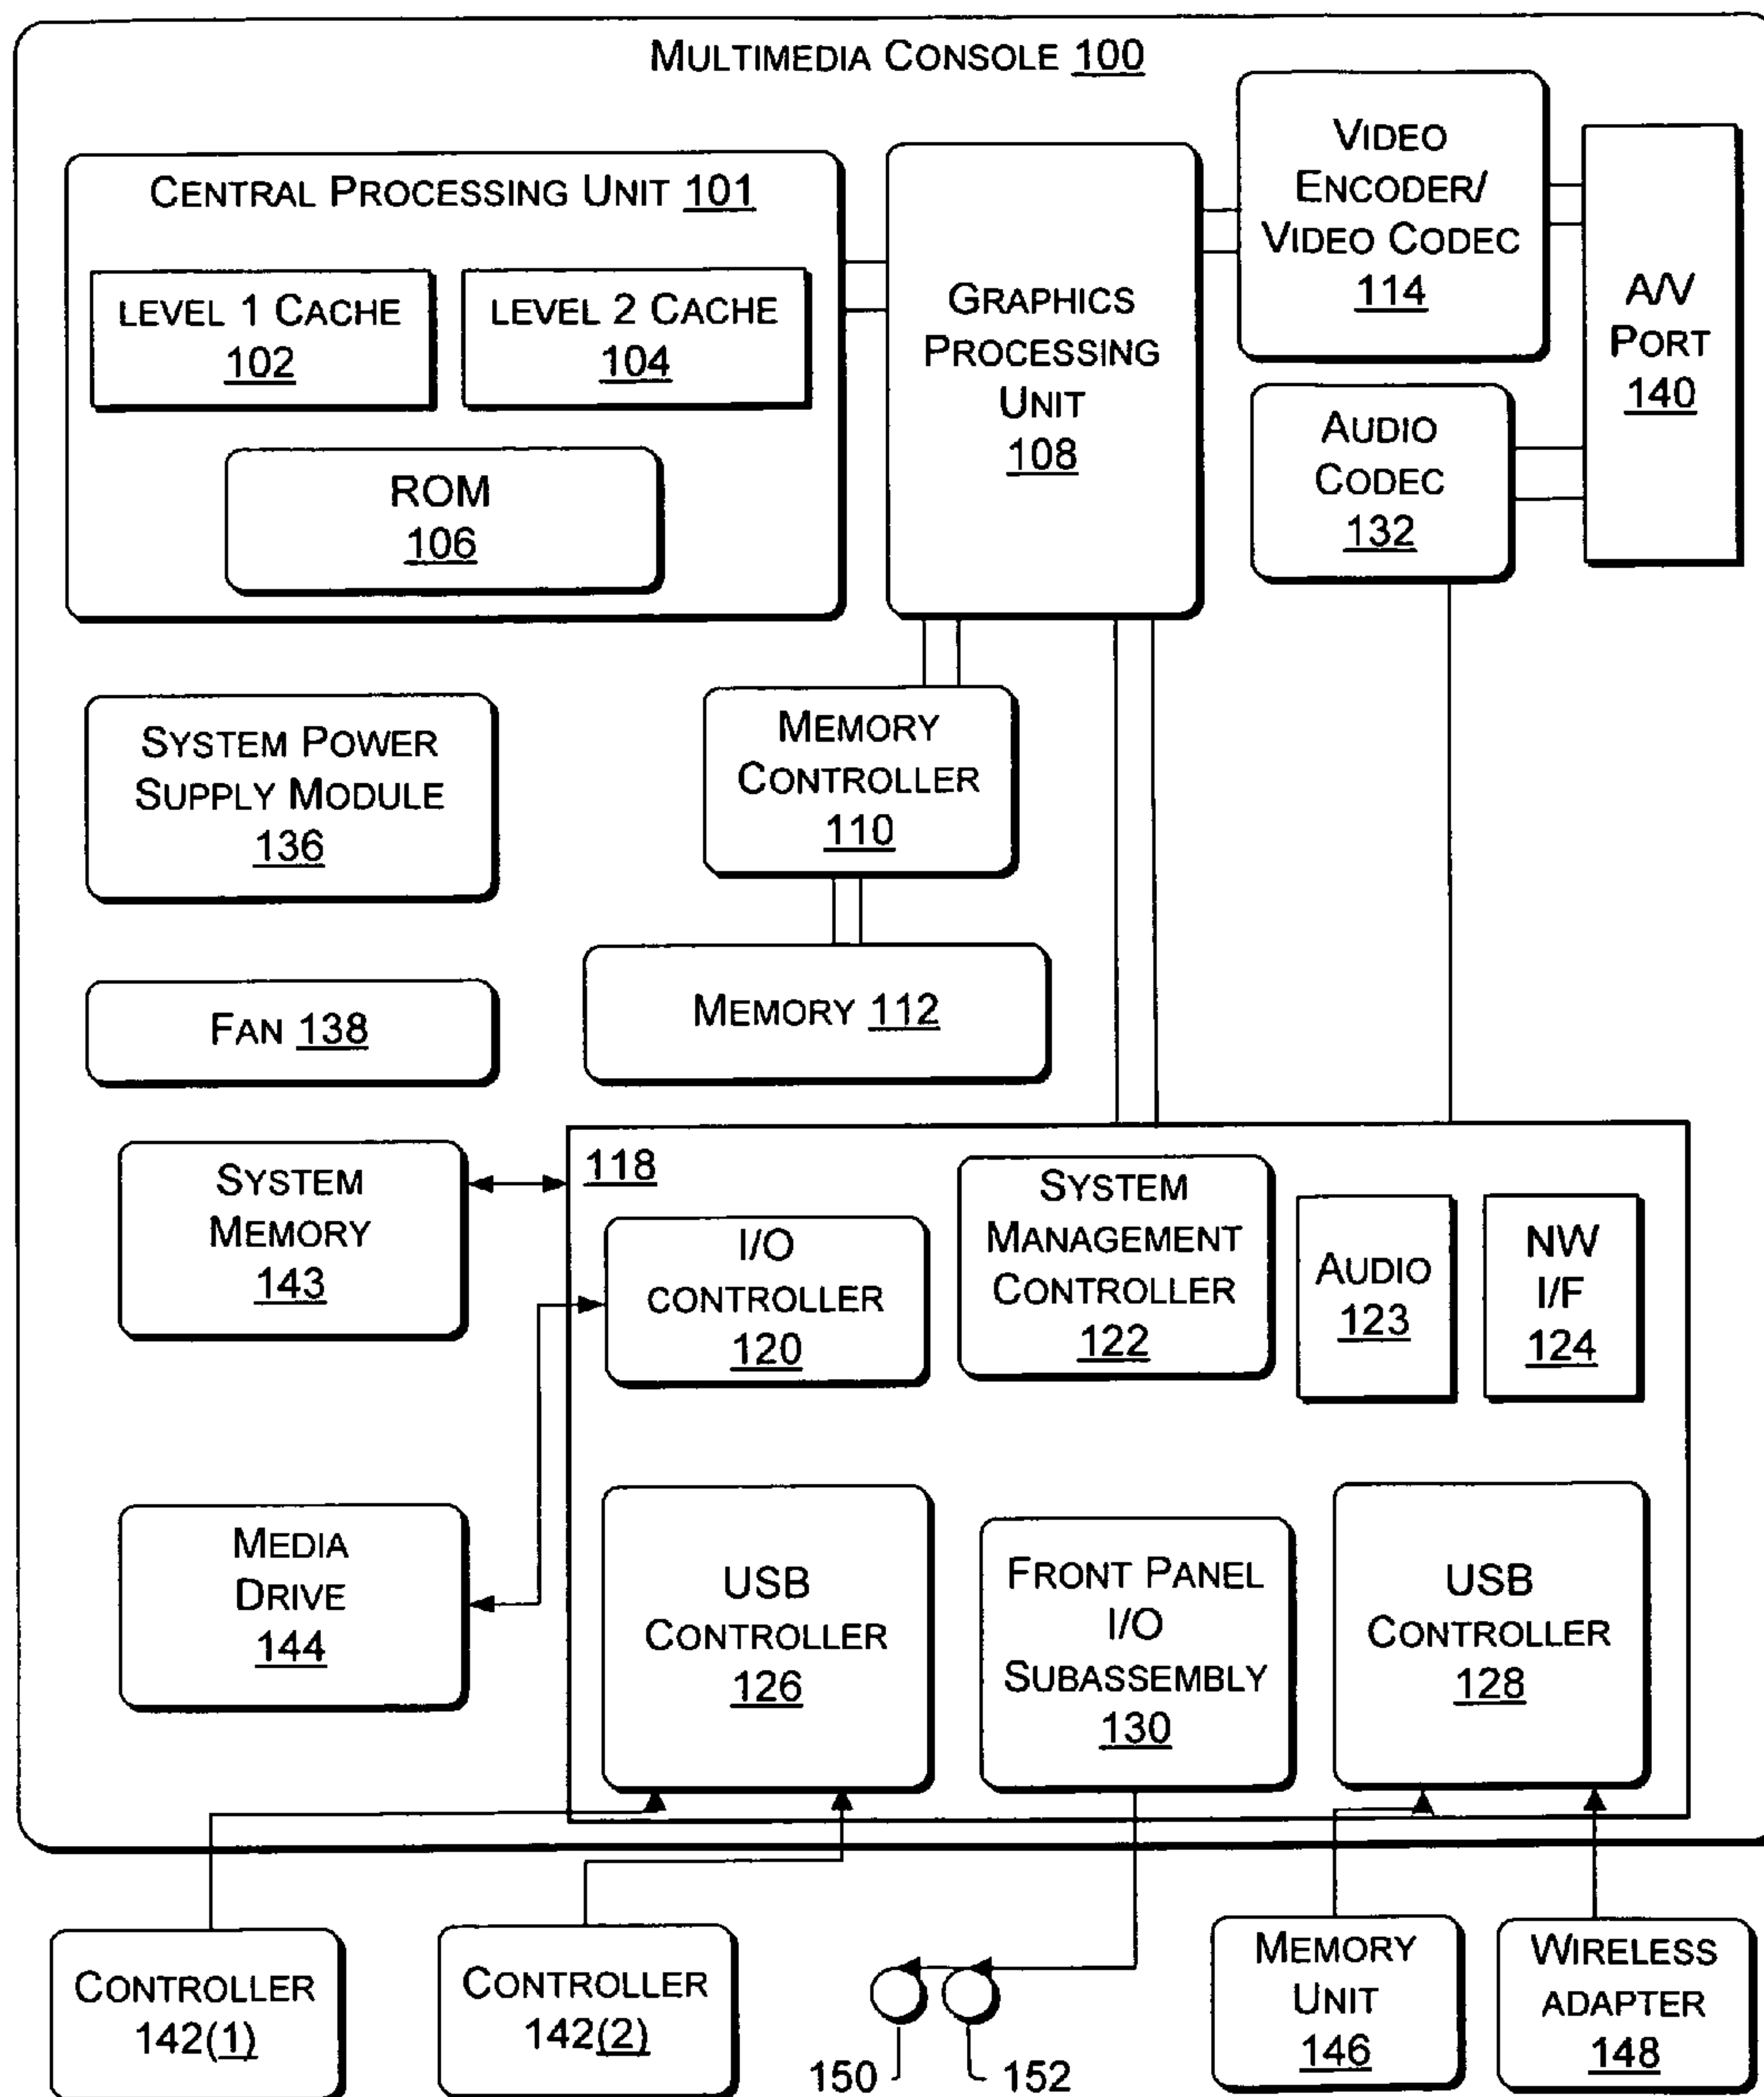 MULTIMEDIA CONSOLE 100
CENTRAL PROCESSING UNIT 101
LEVEL 1 CACHE
102
LEVEL 2 CACHE
104
ROM
106
GRAPHICS
PROCESSING
UNIT
108
VIDEO
ENCODER/
VIDEO CODEC
114
A/V
PORT
140
AUDIO
CODEC
132
SYSTEM POWER
SUPPLY MODULE
136
MEMORY
CONTROLLER
110
FAN 138
MEMORY 112
SYSTEM
MEMORY
143
118
I/O
CONTROLLER
120
SYSTEM
MANAGEMENT
CONTROLLER
122
AUDIO
123
NW
I/F
124
MEDIA
DRIVE
144
USB
CONTROLLER
126
FRONT PANEL
I/O
SUBASSEMBLY
130
USB
CONTROLLER
128
CONTROLLER
142(1)
CONTROLLER
142(2)
150
152
MEMORY
UNIT
146
WIRELESS
ADAPTER
148